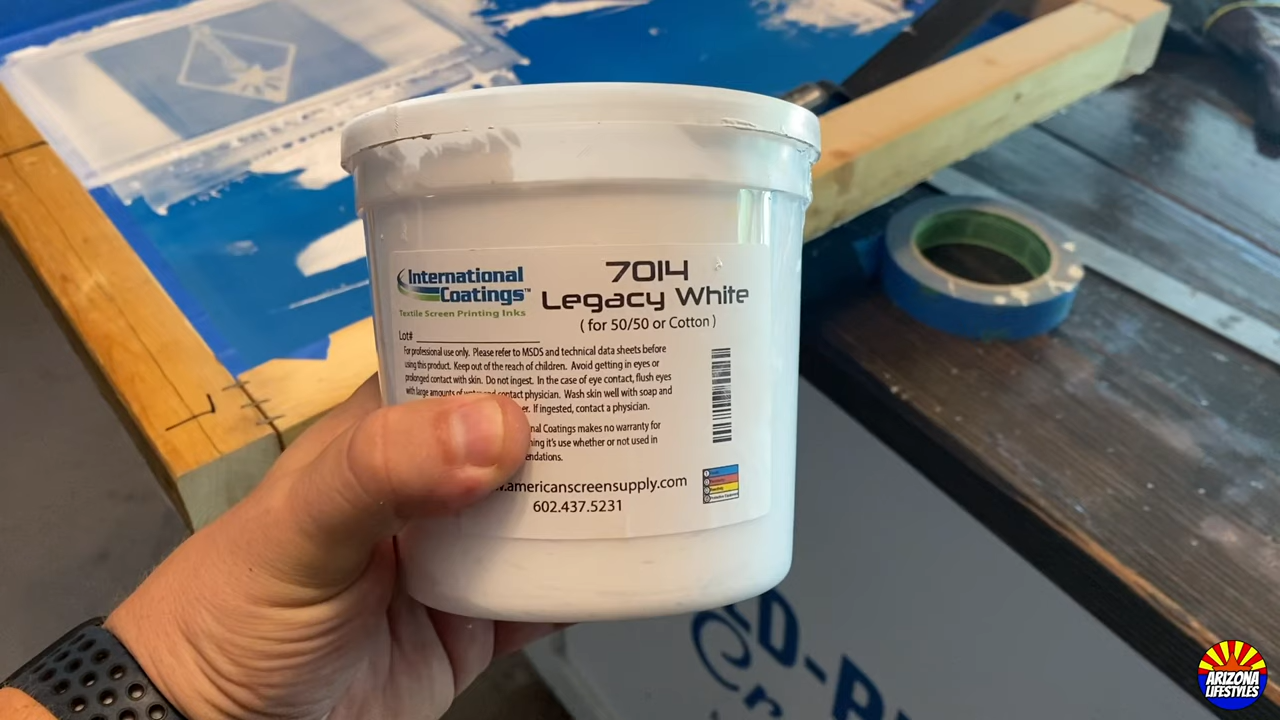 International
Coatings™
Textile Screen Printing Inks
7014
Legacy White
( for 50/50 or Cotton )
Lot#
For professional use only. Please refer to MSDS and technical data sheets before
using this product. Keep out of the reach of children. Avoid getting in eyes or
prolonged contact with skin. Do not ingest. In the case of eye contact, flush eyes
with large amounts of water and contact physician. Wash skin well with soap and
If ingested, contact a physician.
Coatings makes no warranty for
it's use whether or not used in
.americanscreensupply.com
602.437.5231
ARIZONA
LIFESTYLES